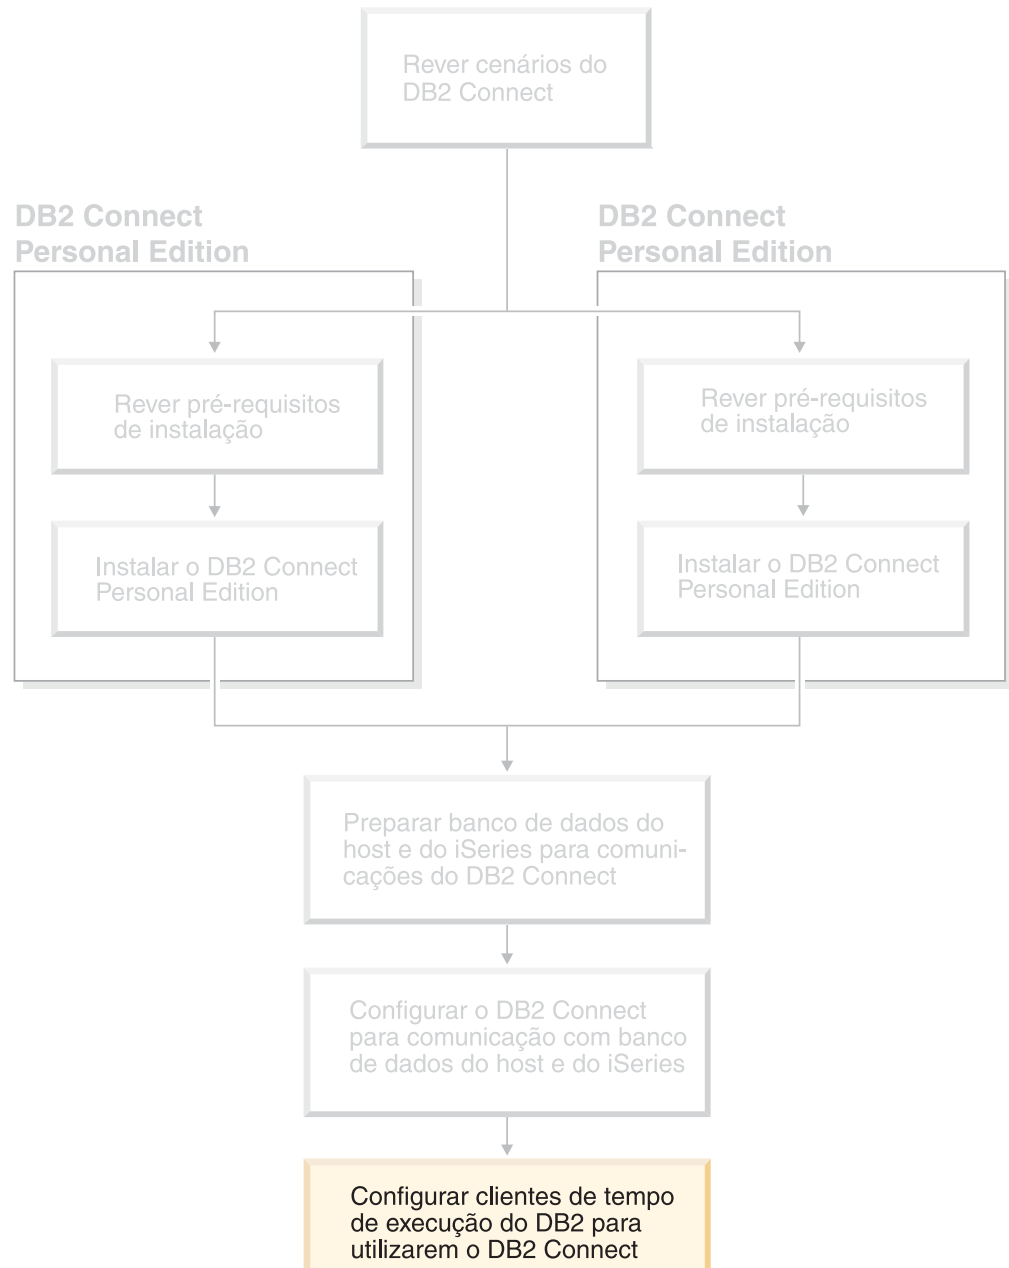 Rever cenários do
DB2 Connect
DB2 Connect
Personal Edition
Rever pré-requisitos
de instalação
Instalar o DB2 Connect
Personal Edition
DB2 Connect
Personal Edition
Rever pré-requisitos
de instalação
Instalar o DB2 Connect
Personal Edition
Preparar banco de dados do
host e do iSeries para comuni-
cações do DB2 Connect
Configurar o DB2 Connect
para comunicação com banco
de dados do host e do iSeries
Configurar clientes de tempo
de execução do DB2 para
utilizarem o DB2 Connect